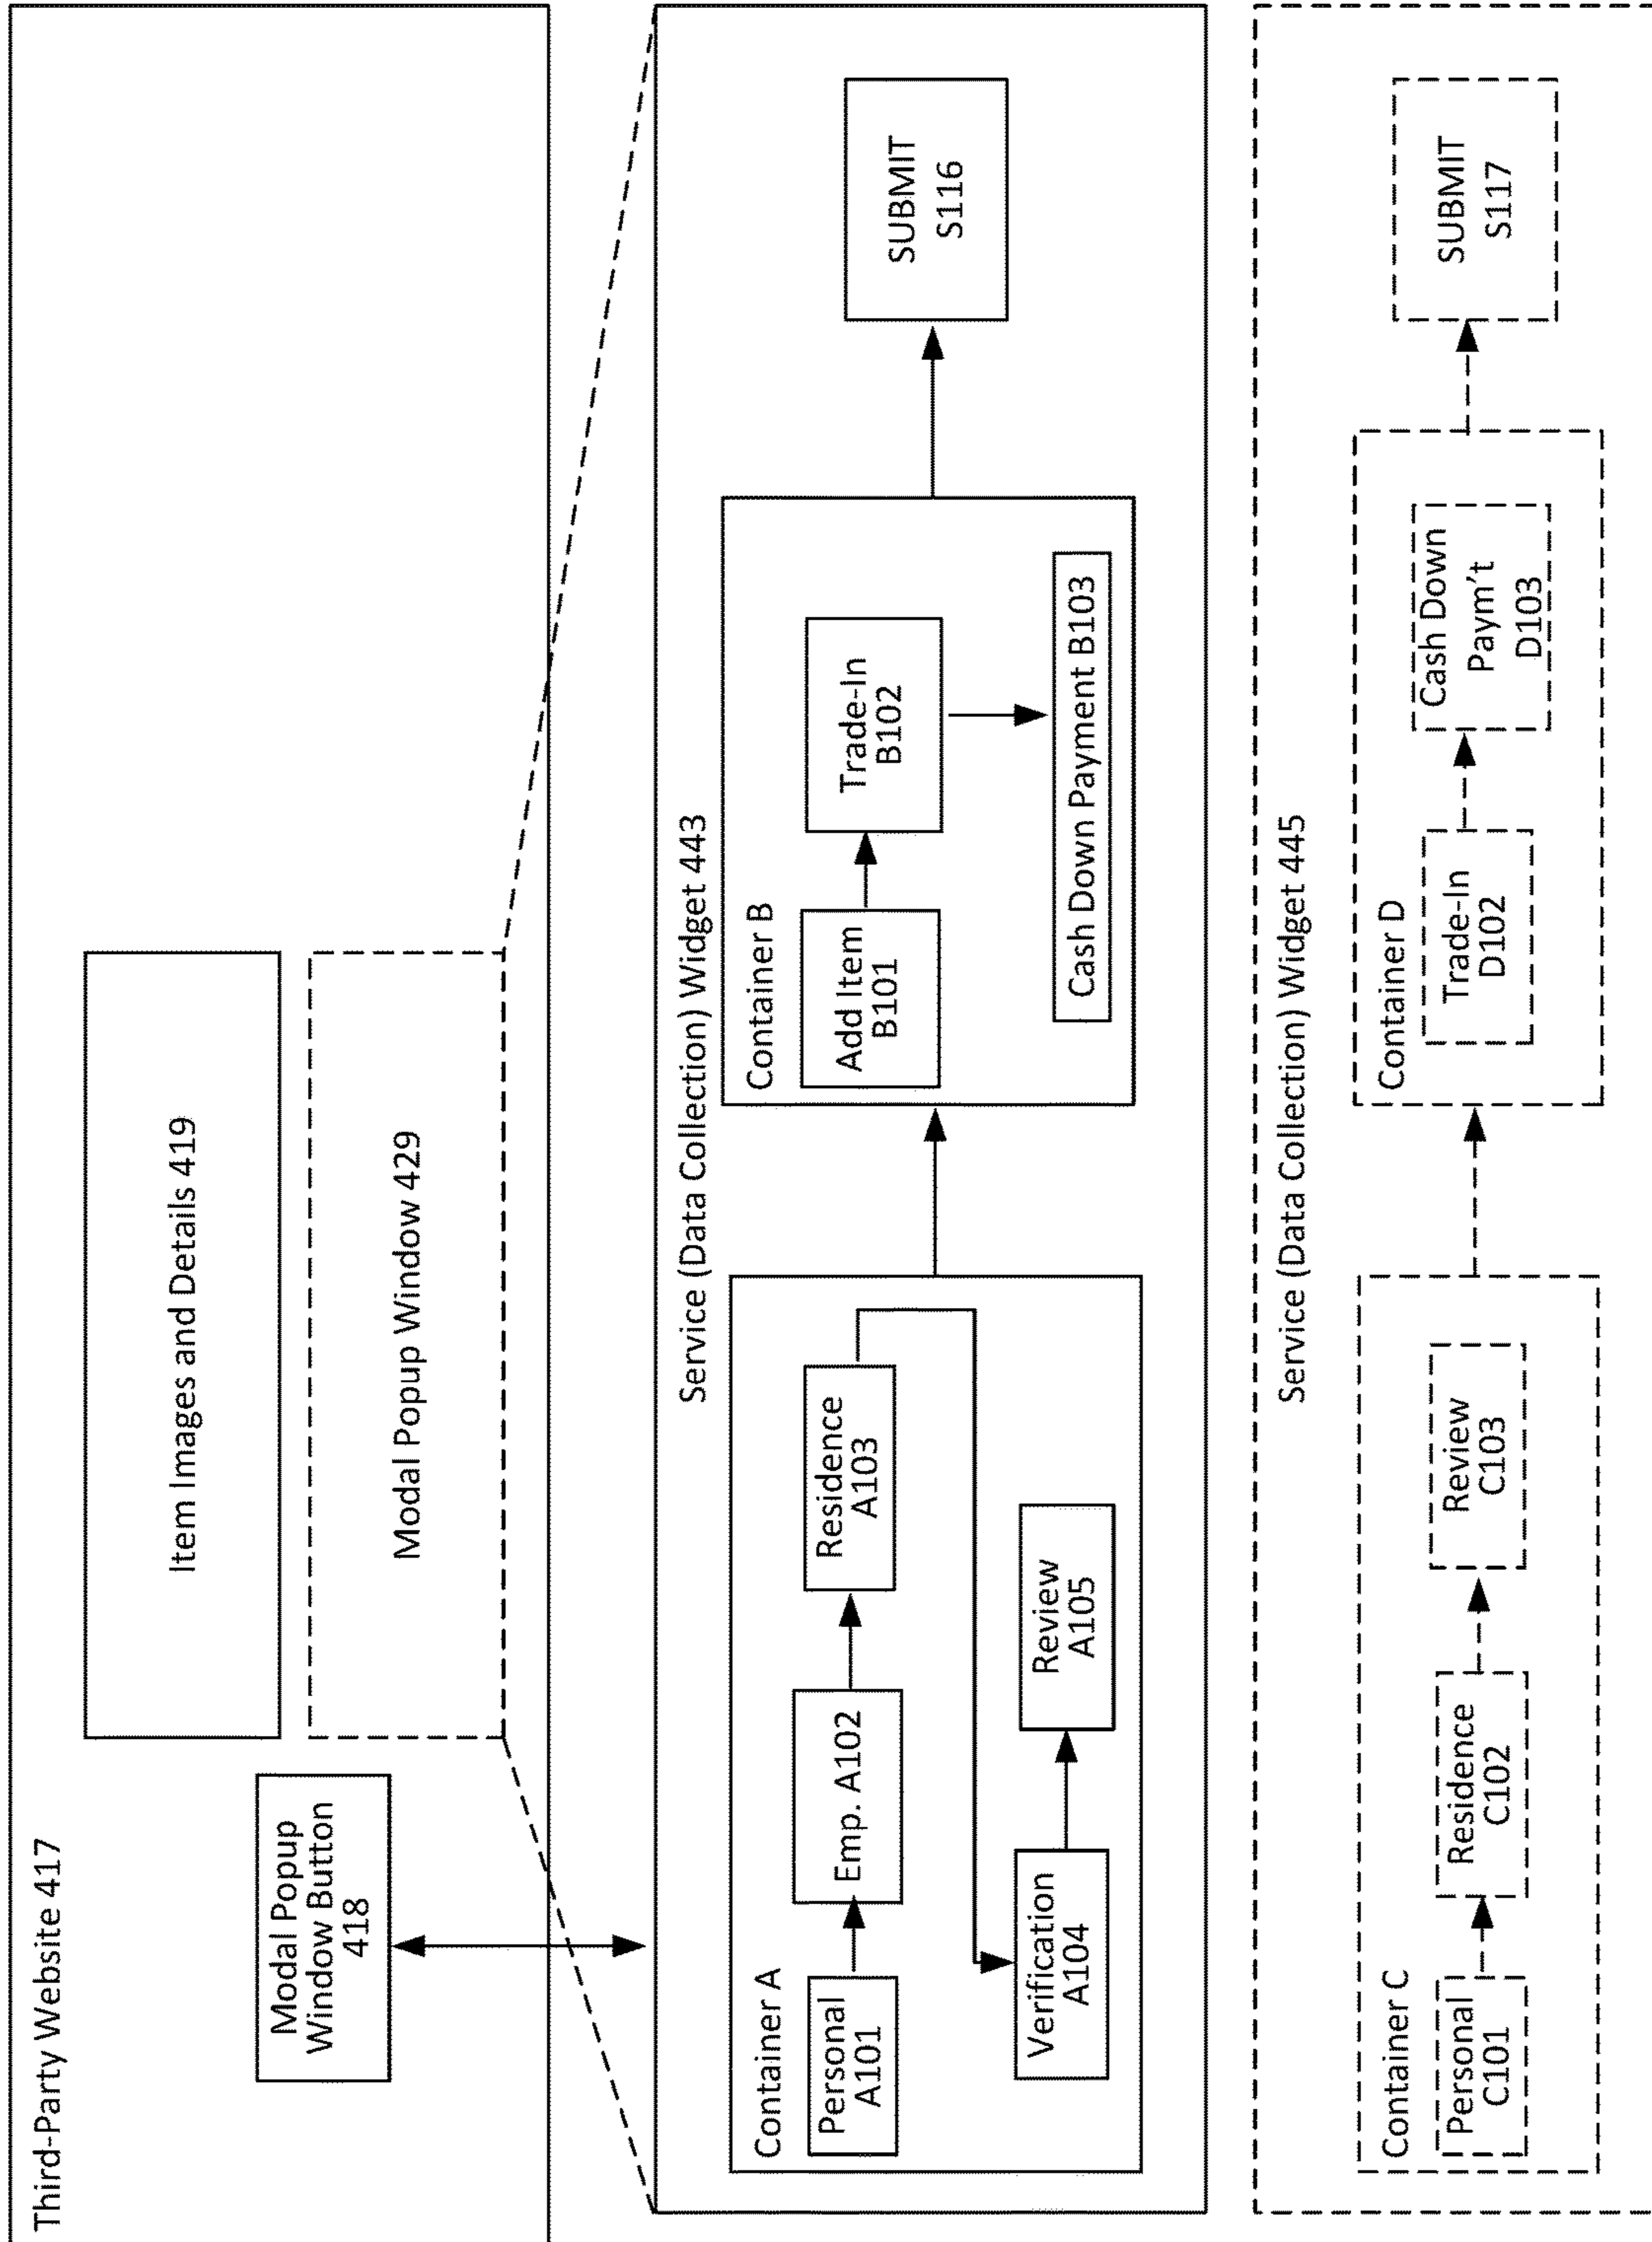 Third-Party Website 417
Item Images and Details 419
Modal Popup
Window Button
418
Modal Popup Window 429
Service (Data Collection) Widget 443
Container A
Personal
A101
Emp. A102
Residence
A103
Verification
A104
Review
A105
Container B
Add Item
B101
Trade-In
B102
Cash Down Payment B103
SUBMIT
S116
Service (Data Collection) Widget 445
Container C
Personal
C101
Residence
C102
Review
C103
Container D
Trade-In
D102
Cash Down
Paym't
D103
SUBMIT
S117